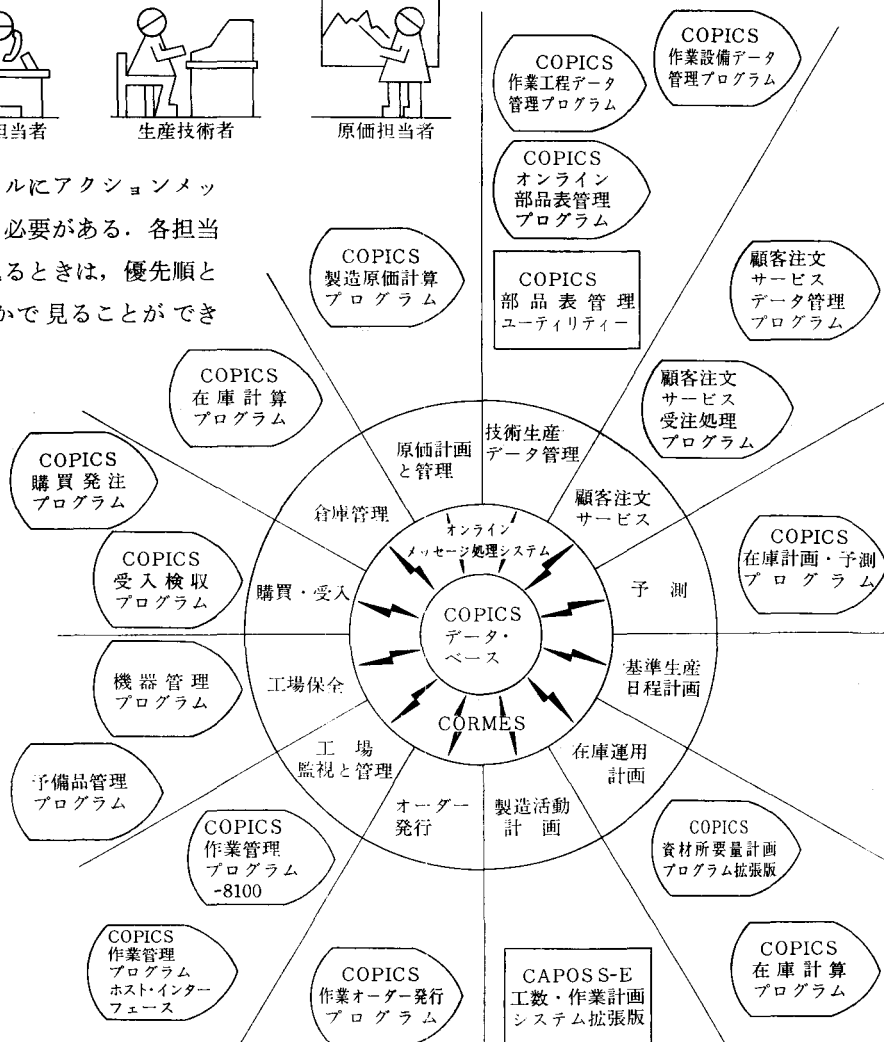 担当者
生産技術者
原価担当者
ルにアクションメッ
必要がある．各担当
るときは，優先順と
かで見ることができ
COPICS
作業工程データ
管理プログラム
COPICS
作業設備データ
管理プログラム
COPICS
オンライン
部品表管理
プログラム
COPICS
部品表管理
ユーティリティー
顧客注文
サービス
データ管理
プログラム
顧客注文
サービス
受注処理
プログラム
COPICS
製造原価計算
プログラム
COPICS
在庫計算
プログラム
COPICS
購買発注
プログラム
COPICS
受入検収
プログラム
機器管理
プログラム
予備品管理
プログラム
COPICS
作業管理
プログラム
-8100
COPICS
作業管理
プログラム
ホスト・インター
フェース
COPICS
作業オーダー発行
プログラム
CAPOSS-E
工数・作業計画
システム拡張版
COPICS
在庫計算
プログラム
COPICS
資材所要量計画
プログラム拡張版
COPICS
在庫計画・予測
プログラム
原価計画
と管理
技術生産
データ管理
顧客注文
サービス
予測
基準生産
日程計画
在庫運用
計画
製造活動
計画
オーダー
発行
工場
監視と管理
工場保全
購買・受入
倉庫管理
オンライン
メッセージ処理システム
COPICS
データ・
ベース
CORMES